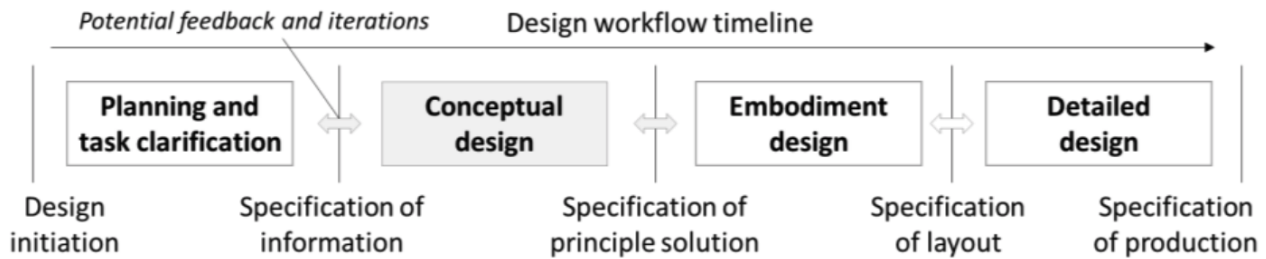 Potential feedback and iterations
Design workflow timeline
Planning and
task clarification
Conceptual
design
Embodiment
design
Detailed
design
Design
initiation
Specification of
information
Specification of
principle solution
Specification
of layout
Specification
of production